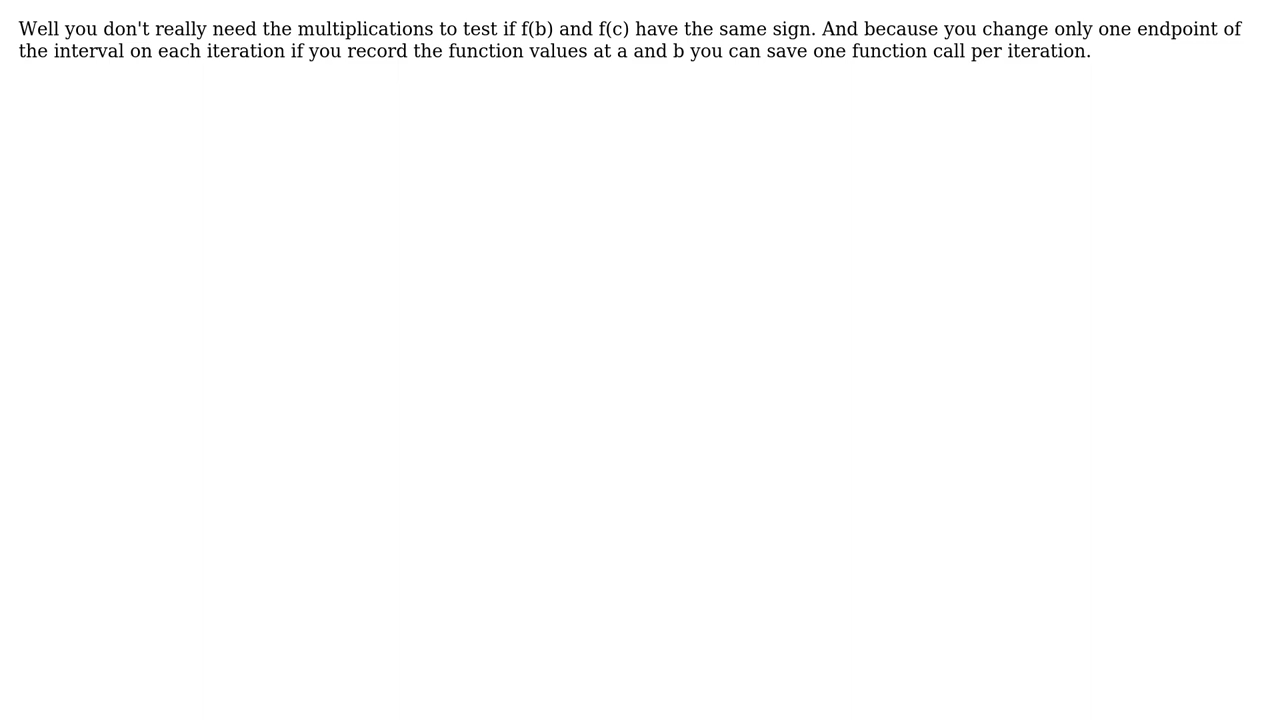 Well you don't really need the multiplications to test if f(b) and f(c) have the same sign. And because you change only one endpoint of
the interval on each iteration if you record the function values at a and b you can save one function call per iteration.